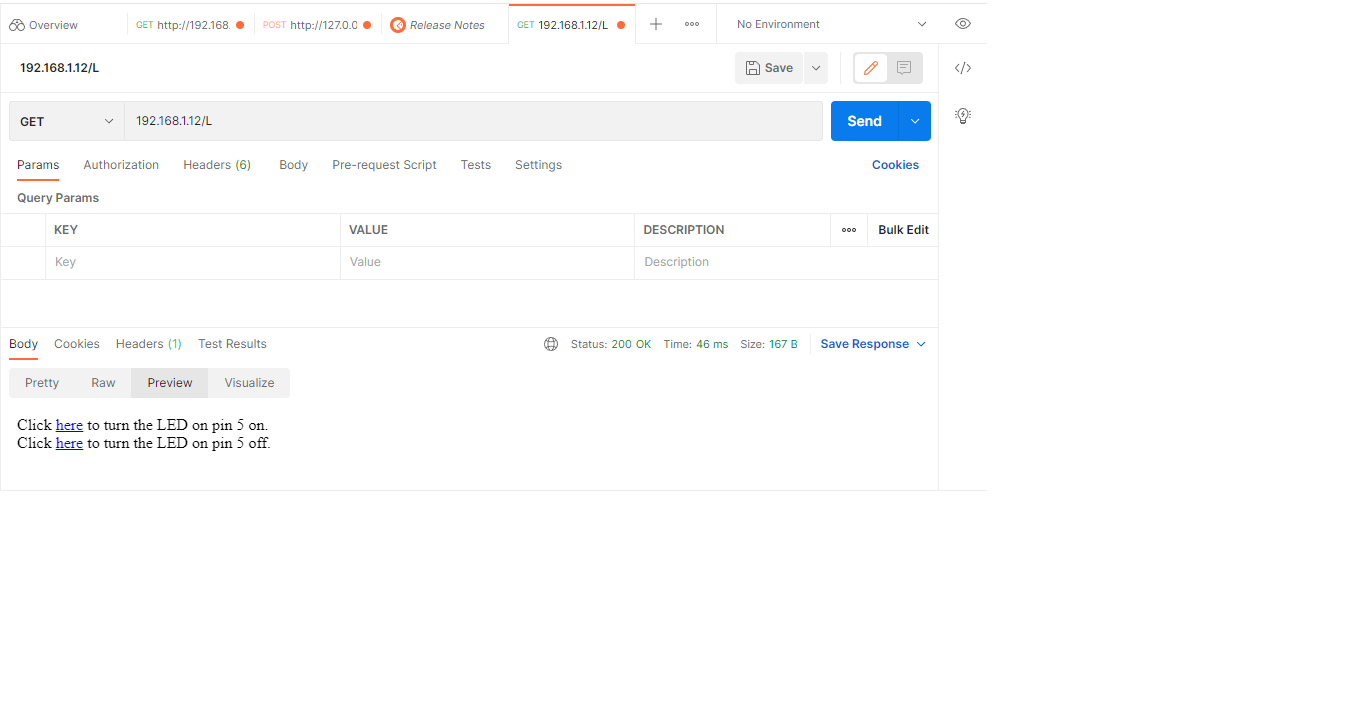 Overview GET http://192.168. POST http://127.0.0 Release Notes GET 192.168.1.12/L No Environment
192.168.1.12/L Save
GET 192.168.1.12/L Send
Params Authorization Headers (6) Body Pre-request Script Tests Settings Cookies
Query Params
KEY VALUE DESCRIPTION Bulk Edit
Key Value Description
Body Cookies Headers (1) Test Results Status: 200 OK Time: 46 ms Size: 167 B Save Response
Pretty Raw Preview Visualize
Click here to turn the LED on pin 5 on.
Click here to turn the LED on pin 5 off.